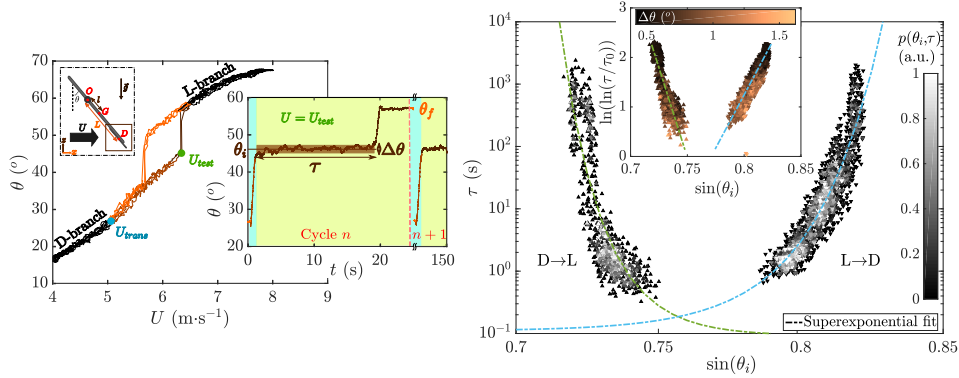 70
60
50
40
30
20
10
θ (°)
4
5
6
7
8
9
U (m·s⁻¹)
D-branch
L-branch
U_trans
U_test
O
G
D
L
U
θ
60
50
40
30
20
θ (°)
U = U_test
θ_i
τ
Δθ
θ_f
Cycle n
n + 1
0
5
10
15
20
150
t (s)
10⁴
10³
10²
10¹
10⁰
10⁻¹
τ (s)
0.7
0.75
0.8
0.85
sin(θ_i)
D→L
L→D
Superexponential fit
Δθ (°)
0.5
1
1.5
3
2
1
0
ln(ln(τ/τ₀))
0.7
0.75
0.8
0.85
sin(θ_i)
p(θ_i,τ)
(a.u.)
1
0.8
0.6
0.4
0.2
0